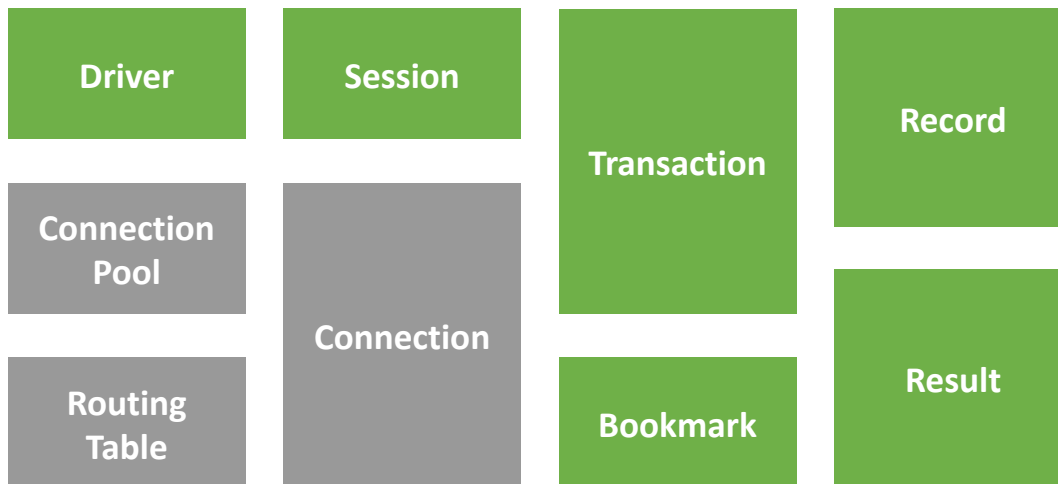 Driver
Session
Transaction
Record
Connection
Pool
Connection
Routing
Table
Bookmark
Result